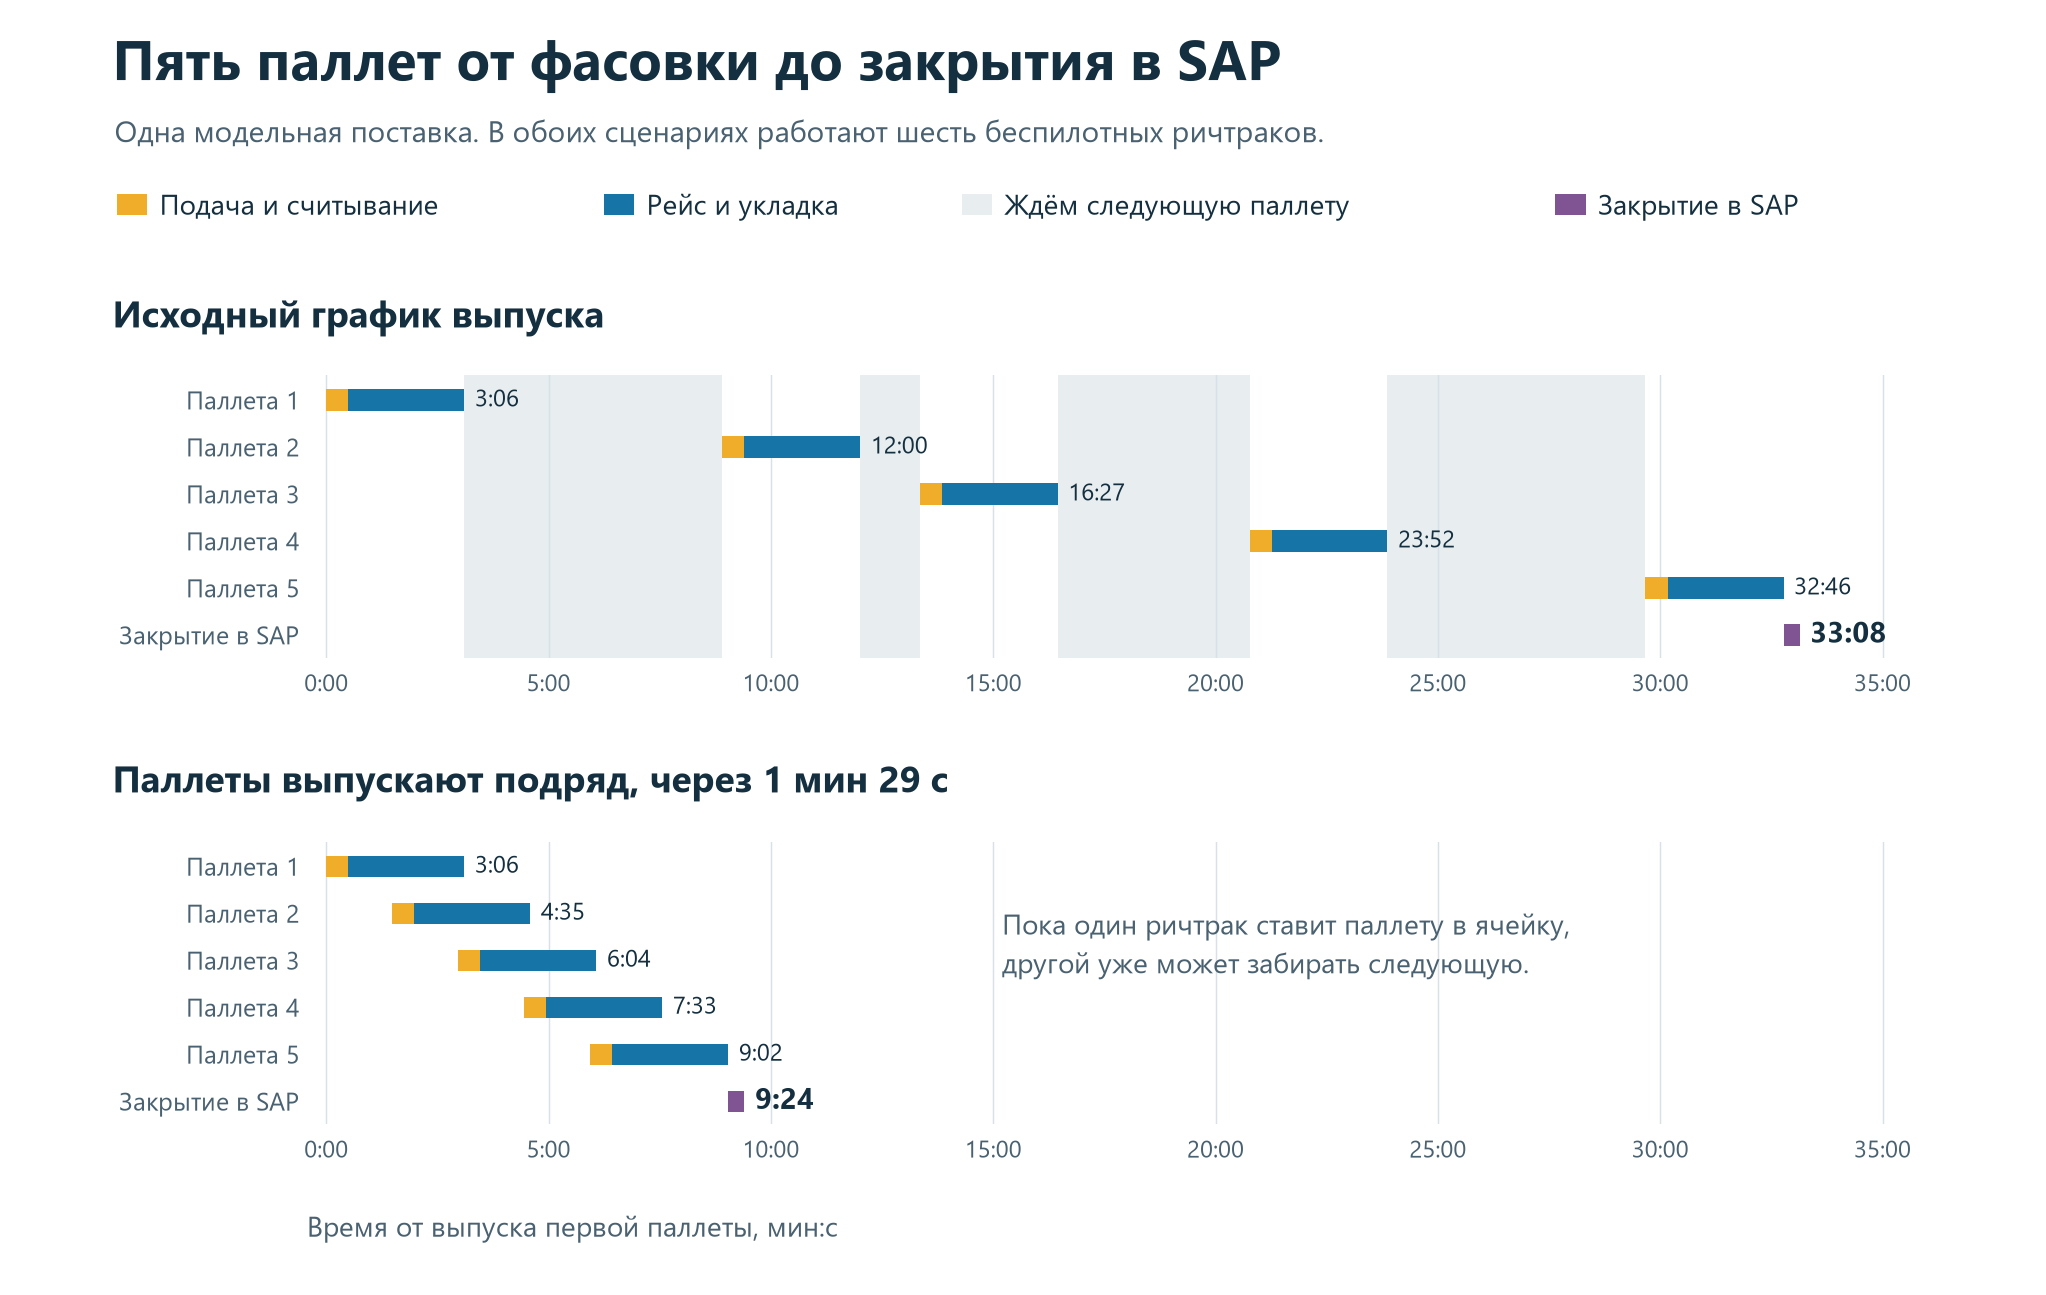 Пять паллет от фасовки до закрытия в SAP
Одна модельная поставка. В обоих сценариях работают шесть беспилотных ричтраков.
Подача и считывание
Рейс и укладка
Ждём следующую паллету
Закрытие в SAP
Исходный график выпуска
Паллета 1
3:06
Паллета 2
12:00
Паллета 3
16:27
Паллета 4
23:52
Паллета 5
32:46
Закрытие в SAP
33:08
0:00 5:00 10:00 15:00 20:00 25:00 30:00 35:00
Паллеты выпускают подряд, через 1 мин 29 с
Паллета 1
3:06
Паллета 2
4:35
Паллета 3
6:04
Паллета 4
7:33
Паллета 5
9:02
Закрытие в SAP
9:24
Пока один ричтрак ставит паллету в ячейку,
другой уже может забирать следующую.
0:00 5:00 10:00 15:00 20:00 25:00 30:00 35:00
Время от выпуска первой паллеты, мин:с